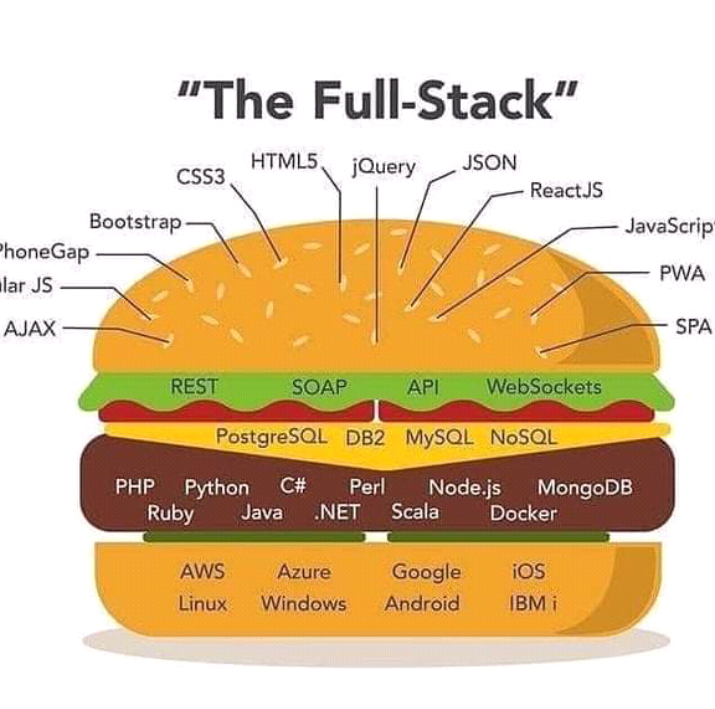 "The Full-Stack"
HTML5 jQuery JSON
CSS3 ReactJS
Bootstrap JavaScrip
PhoneGap PWA
lar JS
AJAX SPA
REST SOAP API WebSockets
PostgreSQL DB2 MySQL NoSQL
PHP Python C# Perl Node.js MongoDB
Ruby Java .NET Scala Docker
AWS Azure Google iOS
Linux Windows Android IBM i